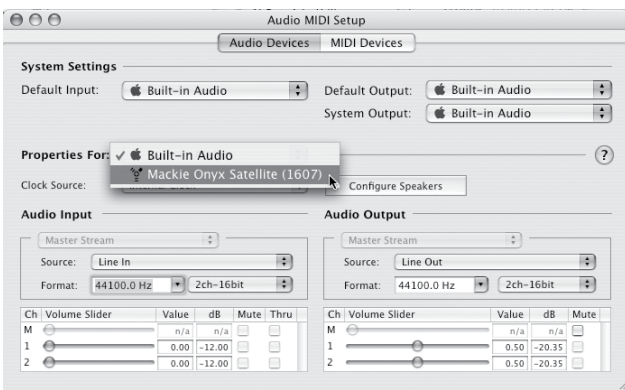 Audio MIDI Setup
Audio Devices MIDI Devices
System Settings
Default Input: Built-in Audio Default Output: Built-in Audio
System Output: Built-in Audio
Properties For: Built-in Audio ?
Mackie Onyx Satellite (1607)
Clock Source: Configure Speakers
Audio Input Audio Output
Master Stream Master Stream
Source: Line In Source: Line Out
Format: 44100.0 Hz 2ch-16bit Format: 44100.0 Hz 2ch-16bit
Ch Volume Slider Value dB Mute Thru Ch Volume Slider Value dB Mute
M n/a n/a M n/a n/a
1 0.00 -12.00 1 0.50 -20.35
2 0.00 -12.00 2 0.50 -20.35